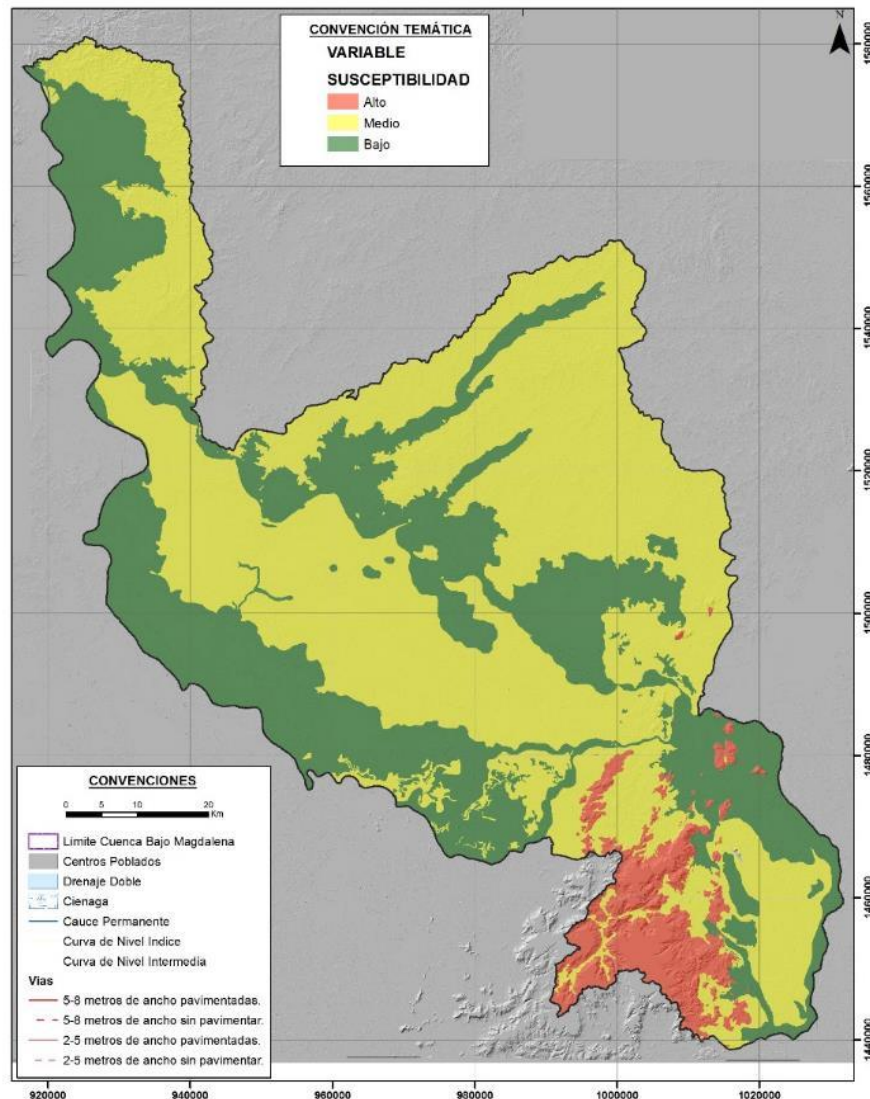 CONVENCIÓN TEMÁTICA
VARIABLE
SUSCEPTIBILIDAD
Alto
Medio
Bajo
N
1580000
1560000
1540000
1520000
1500000
1480000
1460000
1440000
CONVENCIONES
0 5 10 20
Km
Límite Cuenca Bajo Magdalena
Centros Poblados
Drenaje Doble
Cienaga
Cauce Permanente
Curva de Nivel Indice
Curva de Nivel Intermedia
Vías
5-8 metros de ancho pavimentadas.
5-8 metros de ancho sin pavimentar.
2-5 metros de ancho pavimentadas.
2-5 metros de ancho sin pavimentar.
920000 940000 960000 980000 1000000 1020000